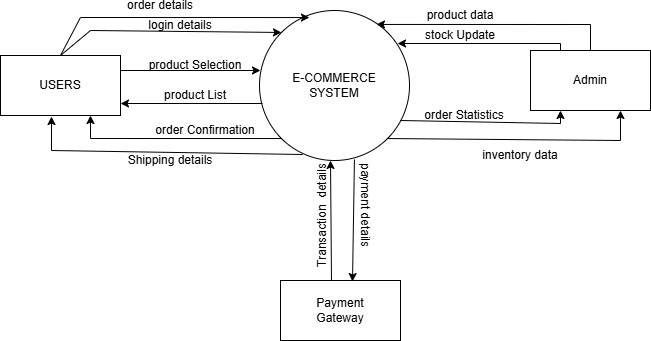 order details
product data
login details
stock Update
product Selection
USERS
E-COMMERCE
SYSTEM
Admin
product List
order Statistics
order Confirmation
Shipping details
inventory data
Transaction details
payment details
Payment
Gateway